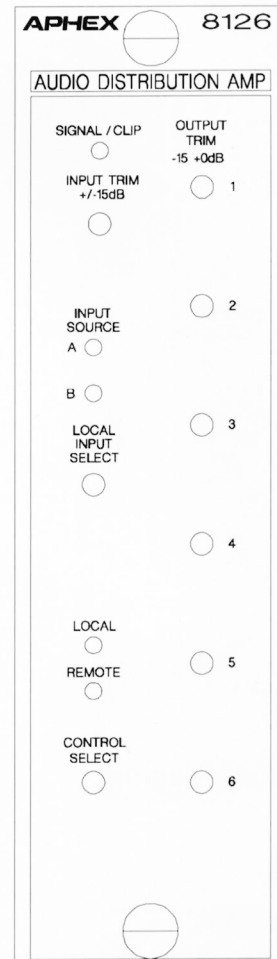 APHEX 8126
AUDIO DISTRIBUTION AMP
SIGNAL / CLIP
INPUT TRIM
+/-15dB
INPUT
SOURCE
A
B
LOCAL
INPUT
SELECT
LOCAL
REMOTE
CONTROL
SELECT
OUTPUT
TRIM
-15 +0dB
1
2
3
4
5
6